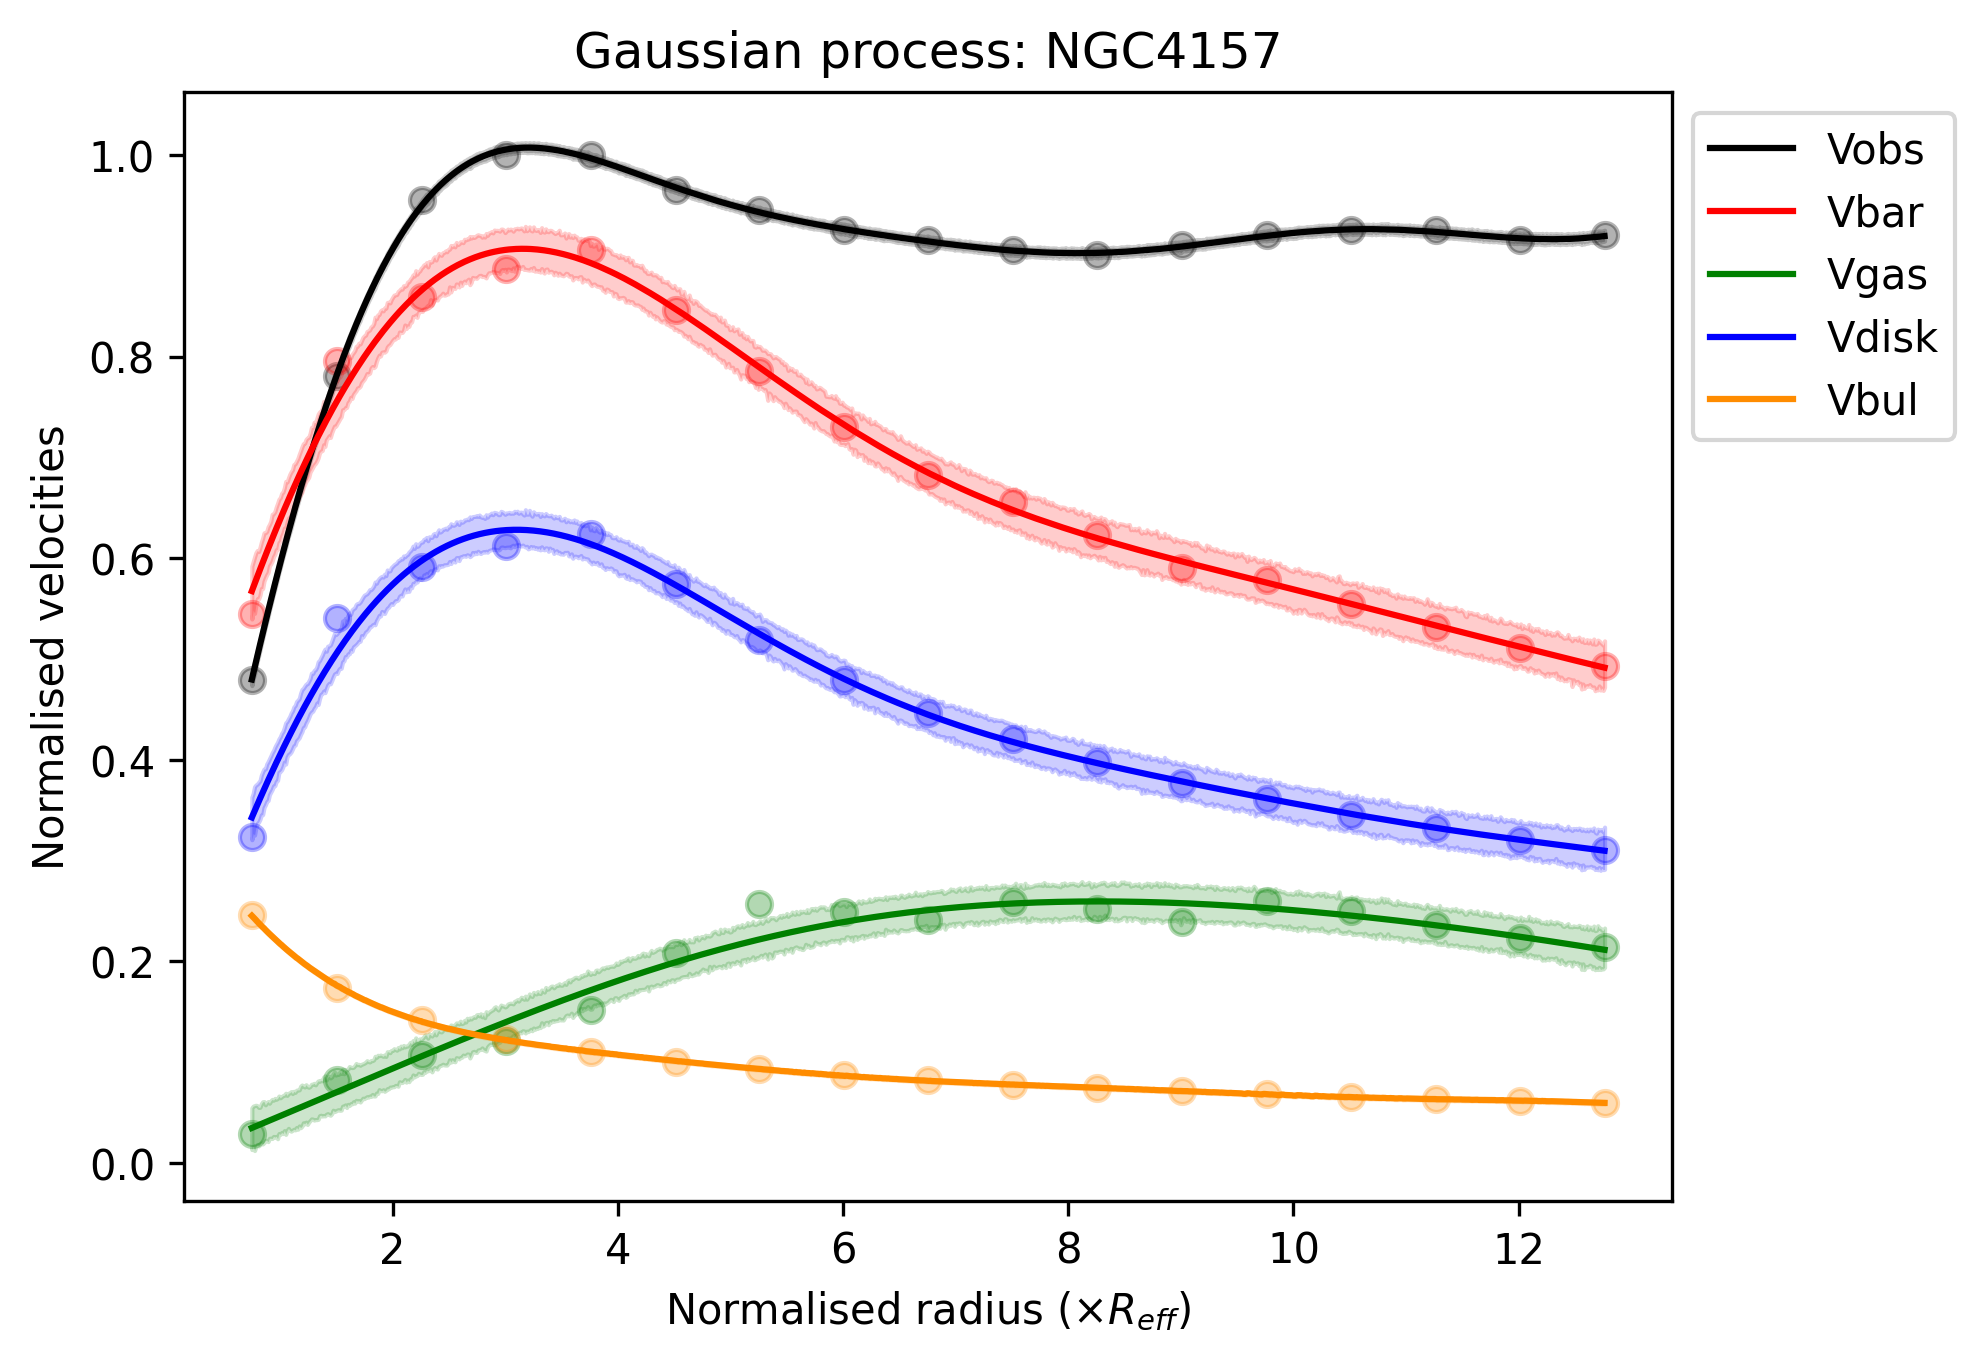 Gaussian process: NGC4157
Normalised velocities
1.0
0.8
0.6
0.4
0.2
0.0
2 4 6 8 10 12
Normalised radius (×R_eff)
Vobs
Vbar
Vgas
Vdisk
Vbul